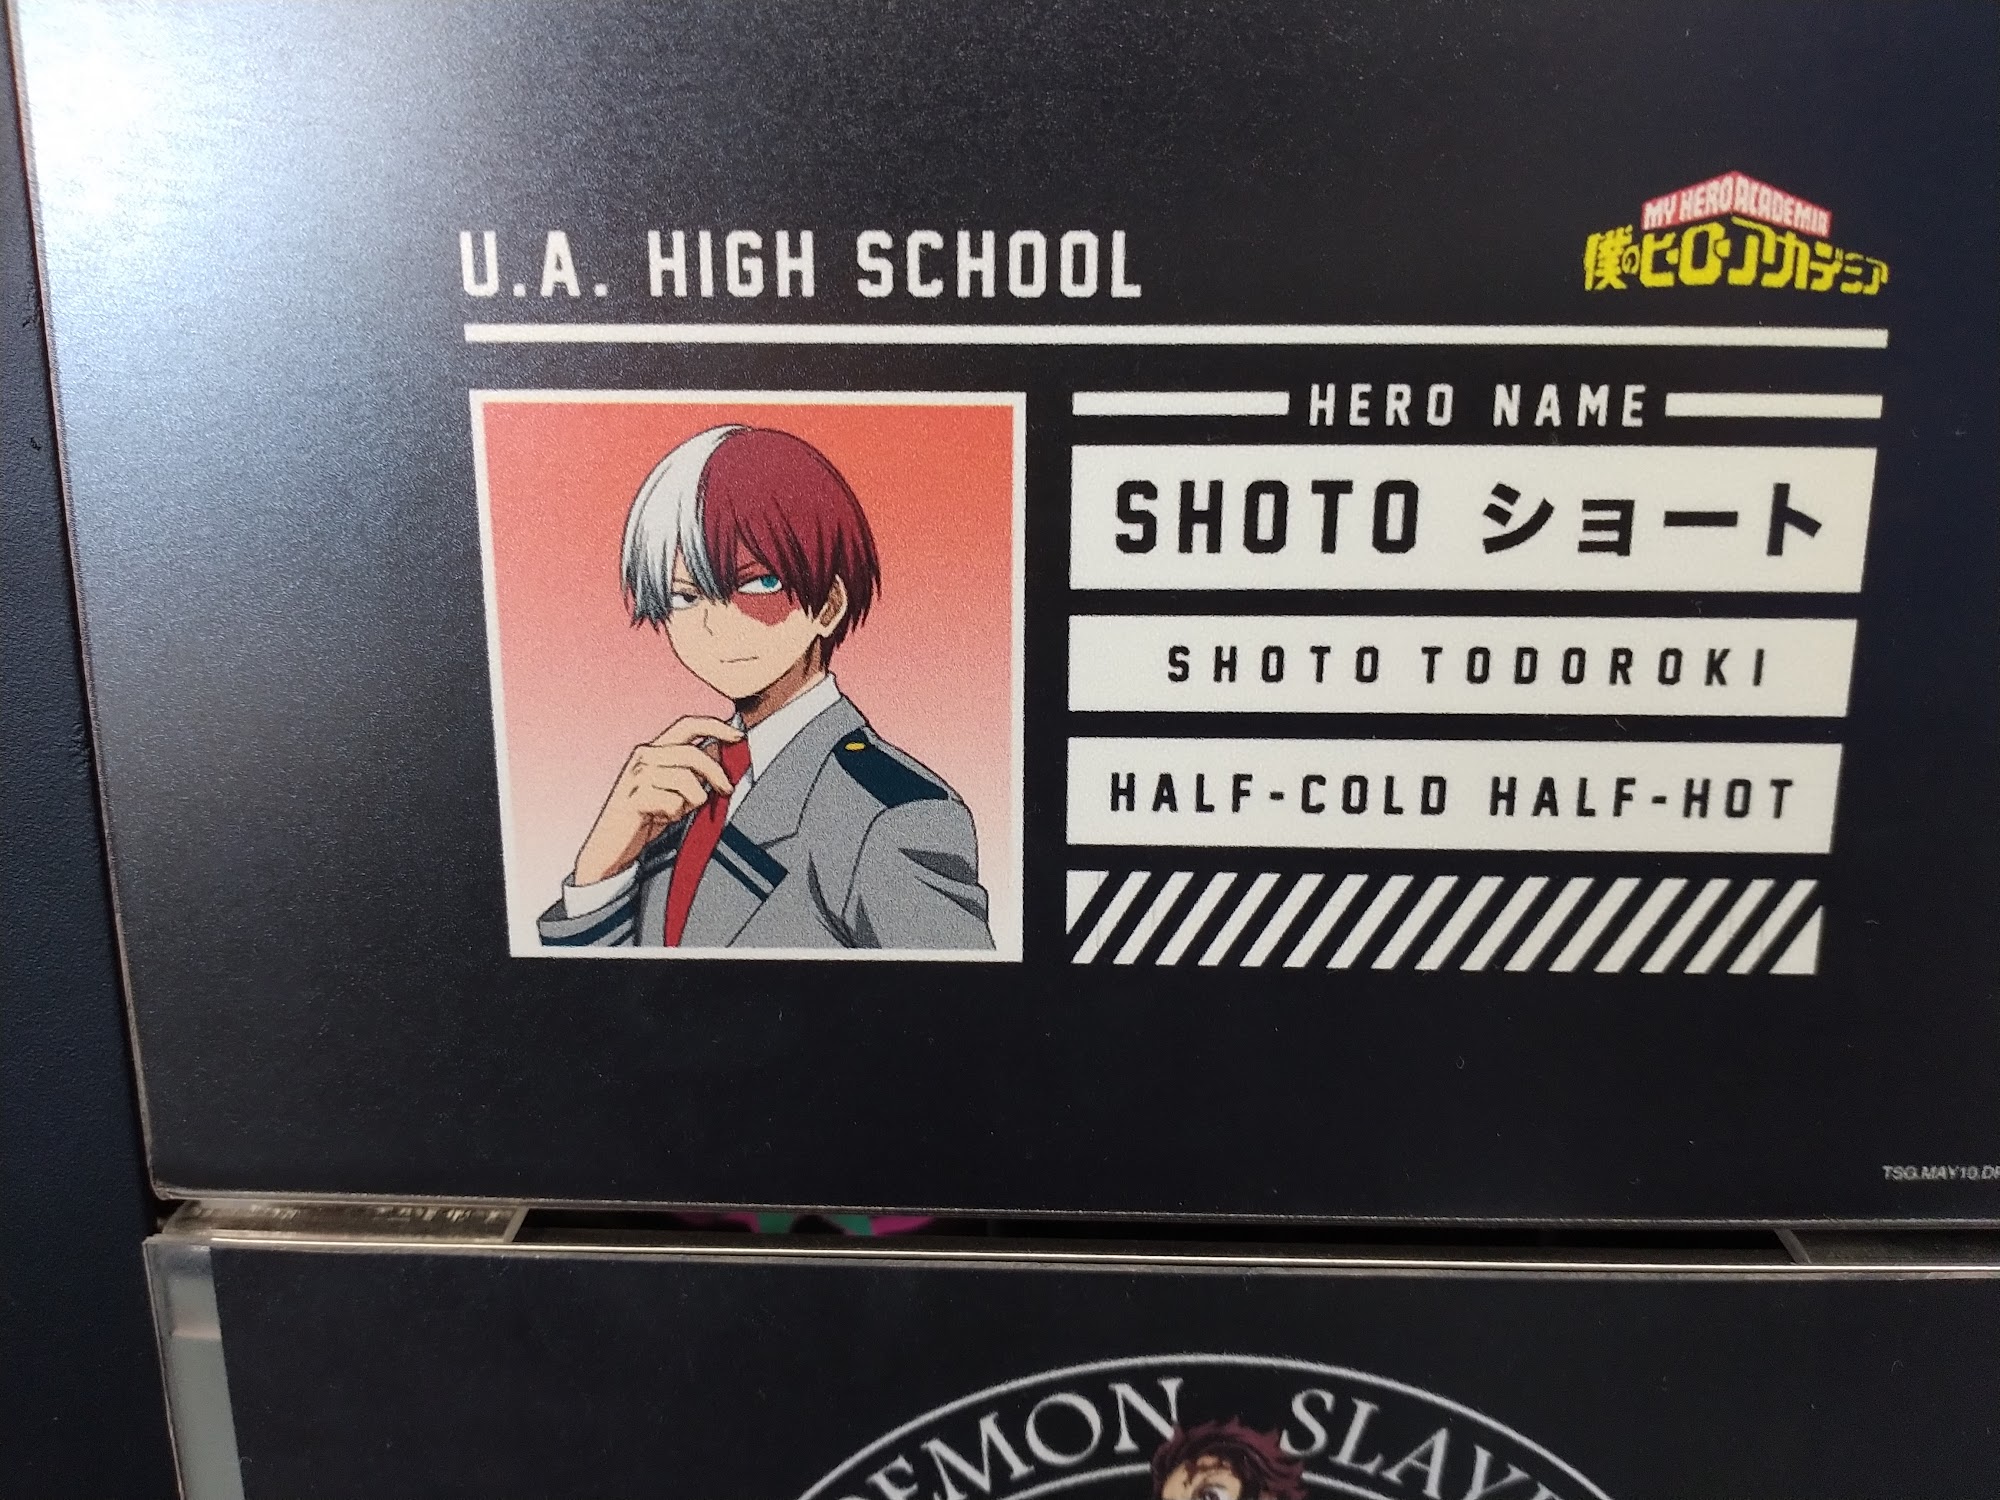 U.A. HIGH SCHOOL
MY HERO ACADEMIA
僕のヒーローアカデミア
HERO NAME
SHOTO ショート
SHOTO TODOROKI
HALF-COLD HALF-HOT
DEMON SLAY